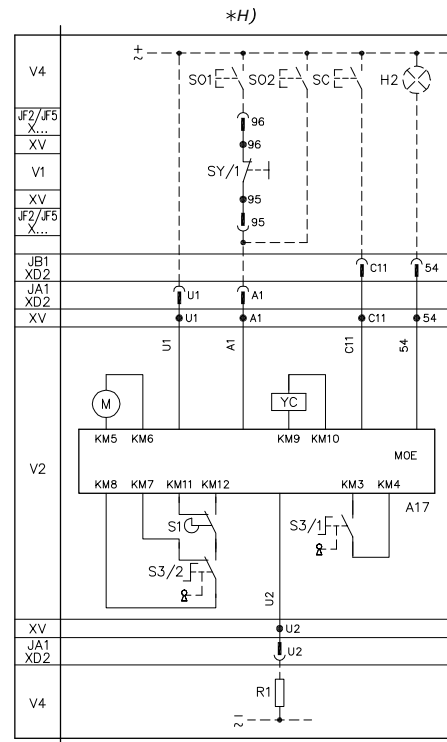 *H)
+
~
V4
SO1
SO2
SC
H2
JF2/JF5
X...
96
XV
96
V1
SY/1
XV
95
JF2/JF5
X...
95
JB1
XD2
C11
54
JA1
XD2
U1
A1
XV
U1
A1
C11
54
U1
A1
C11
54
V2
M
YC
KM5
KM6
KM9
KM10
MOE
KM8
KM7
KM11
KM12
KM3
KM4
A17
S1
S3/1
S3/2
U2
XV
U2
JA1
XD2
U2
V4
R1
–
~